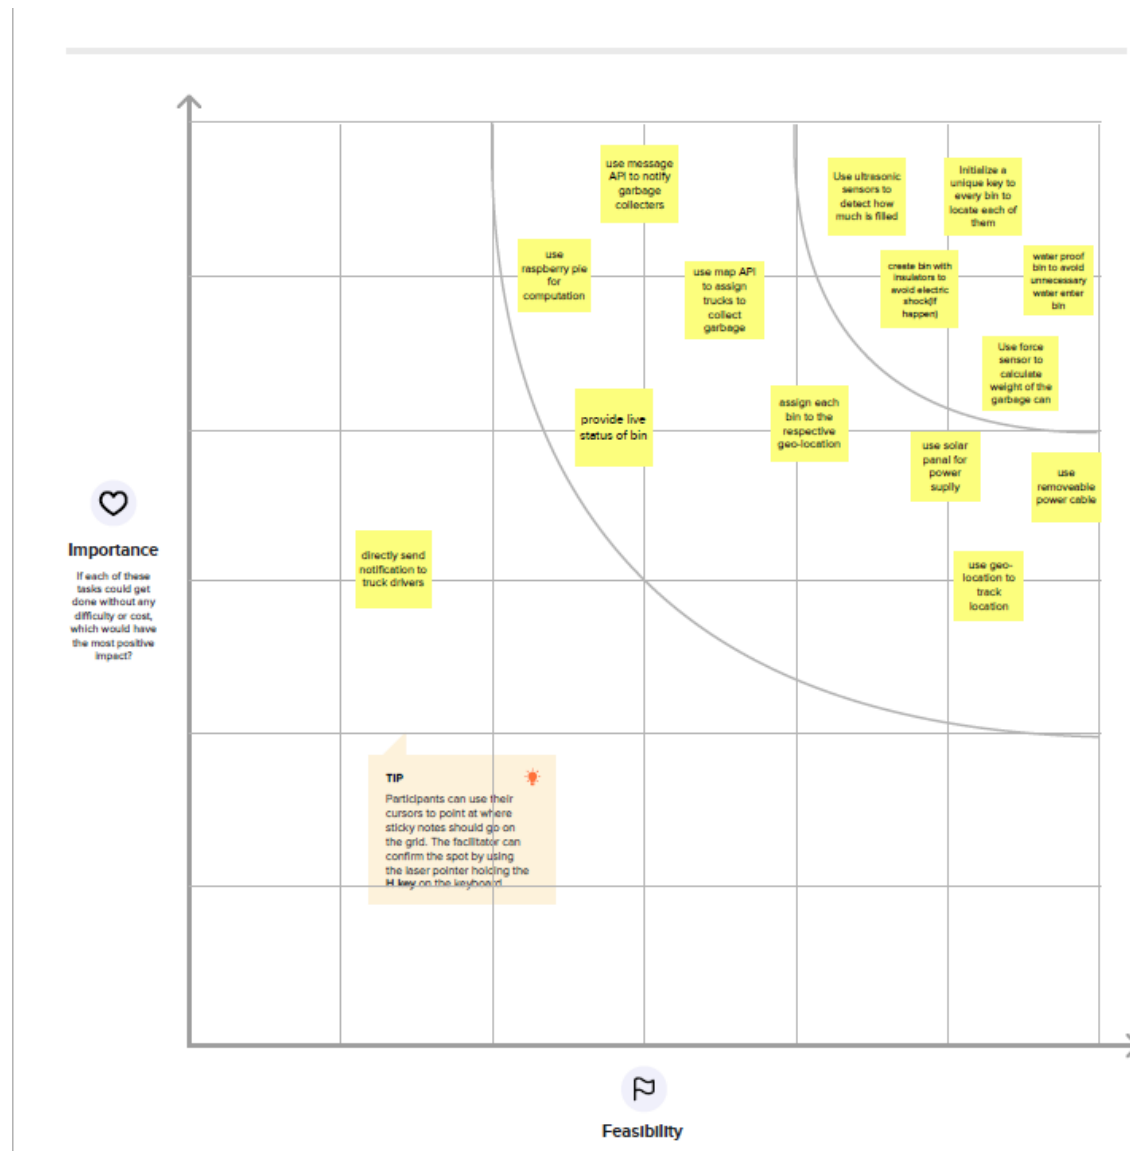 use message
API to notify
garbage
collecters
Use ultrasonic
sensors to
detect how
much is filled
Initialize a
unique key to
every bin to
locate each of
them
use
raspberry pie
for
computation
use map API
to assign
trucks to
collect
garbage
create bin with
insulators to
avoid electric
shock(if
happen)
water proof
bin to avoid
unnecessary
water enter
bin
Use force
sensor to
calculate
weight of the
garbage can
provide live
status of bin
assign each
bin to the
respective
geo-location
use solar
panal for
power
suplly
use
removeable
power cable
directly send
notification to
truck drivers
use geo-
location to
track
location
Importance
If each of these
tasks could get
done without any
difficulty or cost,
which would have
the most positive
impact?
TIP
Participants can use their
cursors to point at where
sticky notes should go on
the grid. The facilitator can
confirm the spot by using
the laser pointer holding the
H key on the keyboard
Feasibility